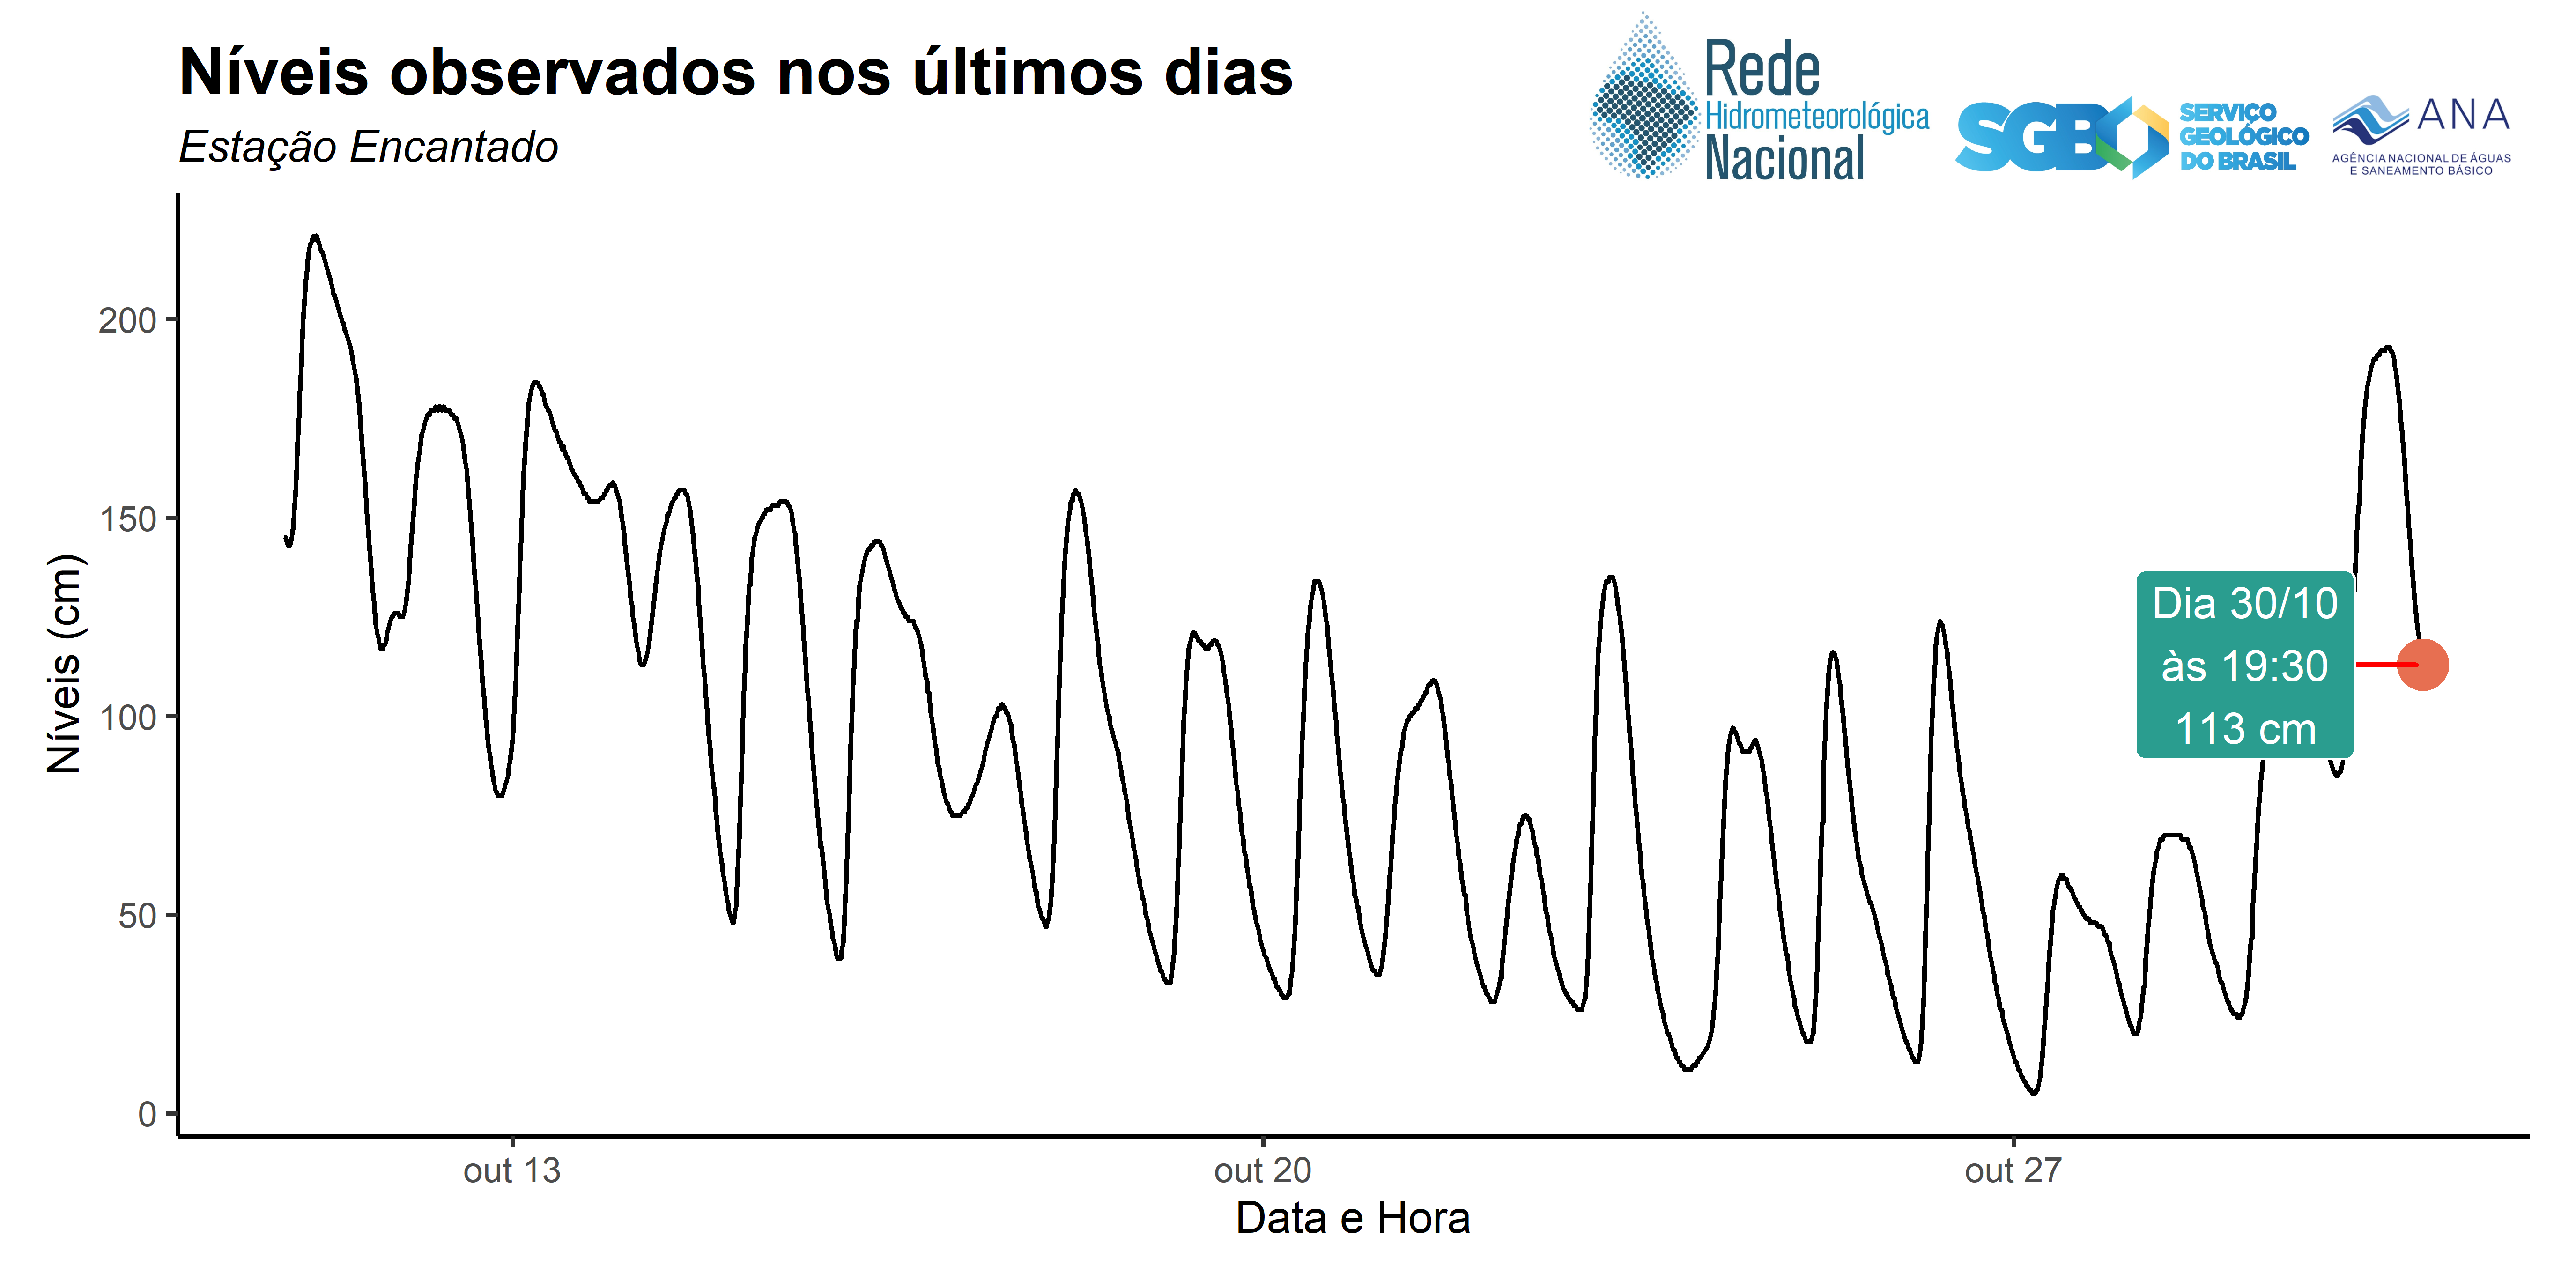 Níveis observados nos últimos dias
Estação Encantado
Rede
Hidrometeorológica
Nacional
SGB
SERVIÇO
GEOLÓGICO
DO BRASIL
ANA
AGÊNCIA NACIONAL DE ÁGUAS
E SANEAMENTO BÁSICO
Níveis (cm)
200
150
100
50
0
Dia 30/10
às 19:30
113 cm
out 13
out 20
out 27
Data e Hora